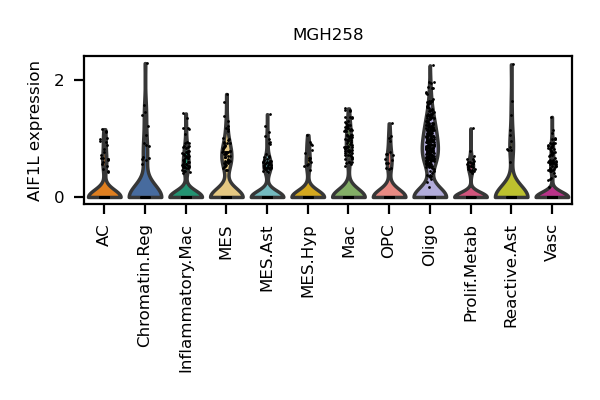 MGH258
AIF1L expression
2
0
AC
Chromatin.Reg
Inflammatory.Mac
MES
MES.Ast
MES.Hyp
Mac
OPC
Oligo
Prolif.Metab
Reactive.Ast
Vasc